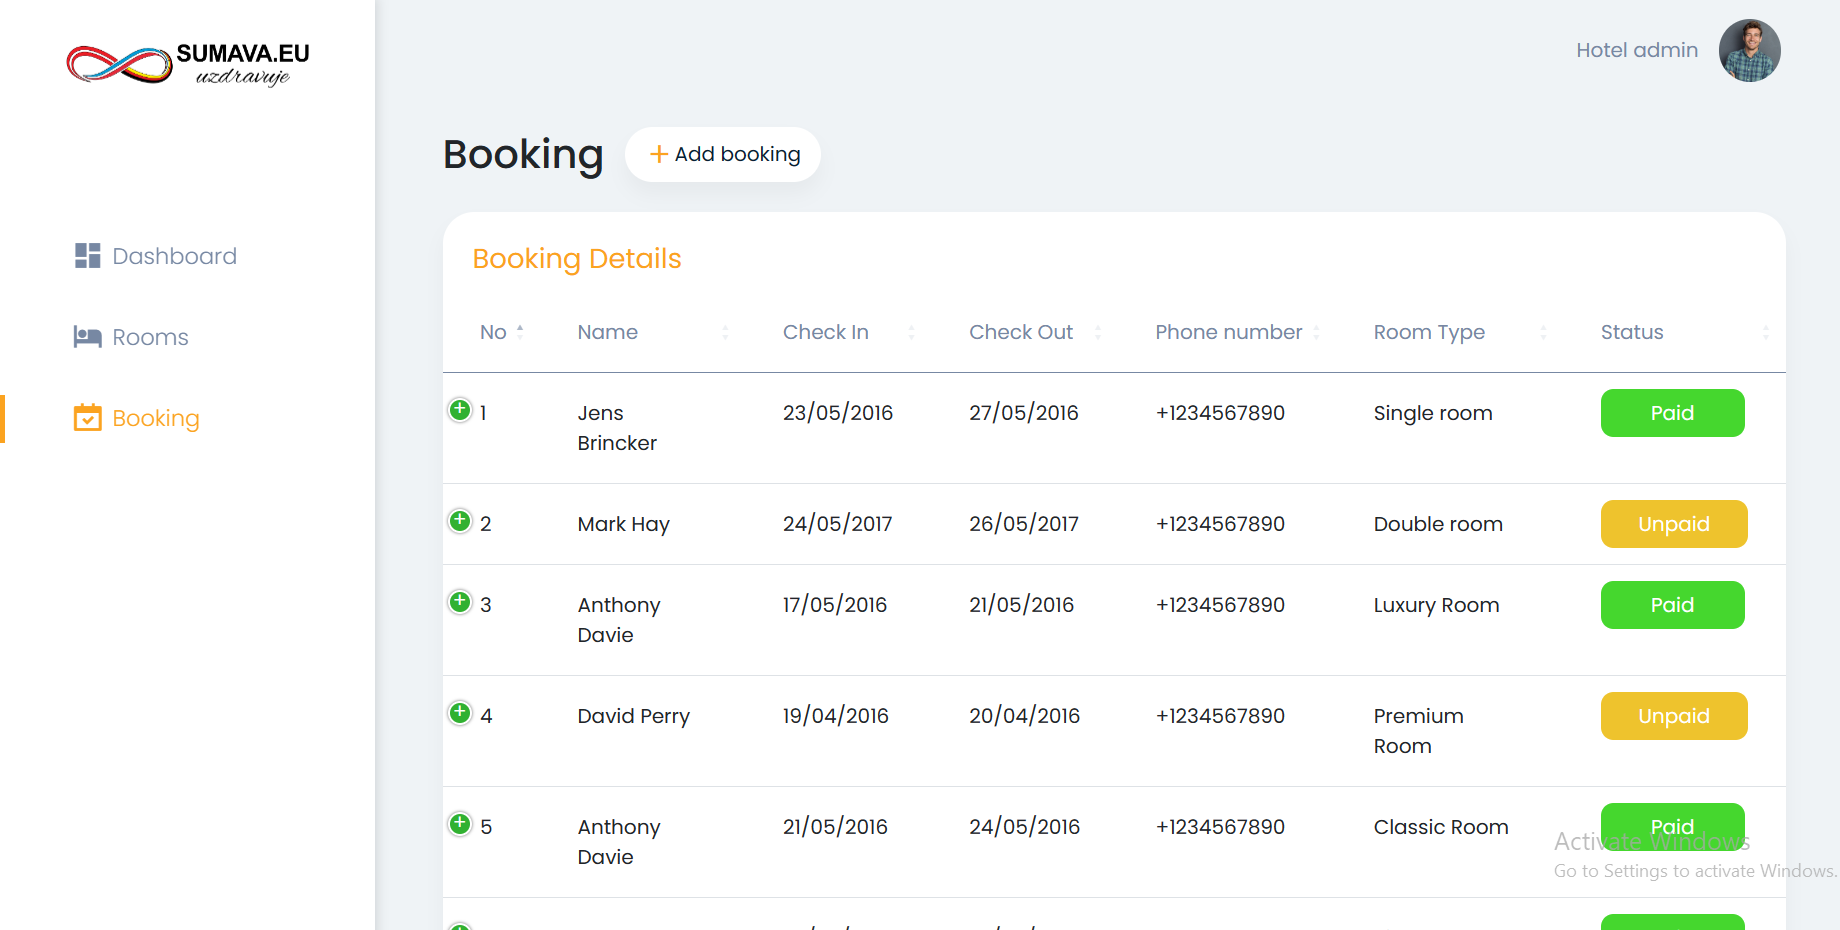 SUMAVA.EU
uzdravuje
Hotel admin
Dashboard
Rooms
Booking
Booking
Add booking
Booking Details
No Name Check In Check Out Phone number Room Type Status
1 Jens 23/05/2016 27/05/2016 +1234567890 Single room Paid
Brincker
2 Mark Hay 24/05/2017 26/05/2017 +1234567890 Double room Unpaid
3 Anthony 17/05/2016 21/05/2016 +1234567890 Luxury Room Paid
Davie
4 David Perry 19/04/2016 20/04/2016 +1234567890 Premium Unpaid
Room
5 Anthony 21/05/2016 24/05/2016 +1234567890 Classic Room Paid
Davie
Activate Windows
Go to Settings to activate Windows.